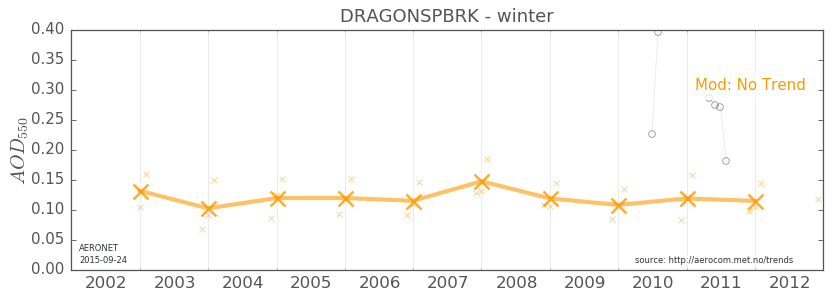 DRAGONSPBRK - winter
0.40
0.35
0.30
0.25
0.20
0.15
0.10
0.05
0.00
AOD550
Mod: No Trend
AERONET
2015-09-24
source: http://aerocom.met.no/trends
2002 2003 2004 2005 2006 2007 2008 2009 2010 2011 2012